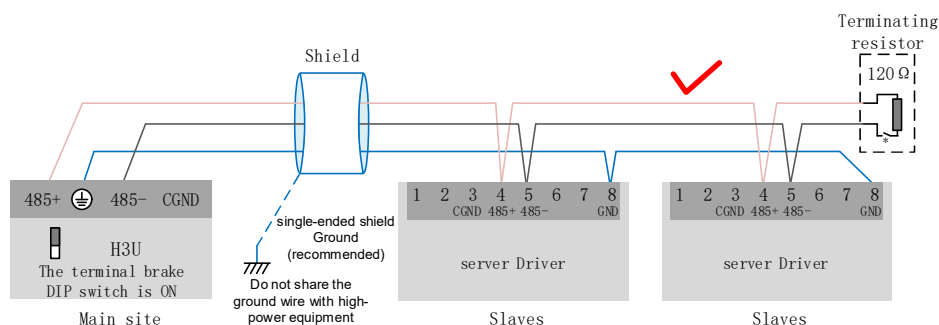 Terminating
resistor
Shield
120 Ω
*
485+ 485- CGND
H3U
The terminal brake
DIP switch is ON
Main site
single-ended shield
Ground
(recommended)
Do not share the
ground wire with high-
power equipment
1 2 3 4 5 6 7 8
CGND 485+ 485- GND
server Driver
Slaves
1 2 3 4 5 6 7 8
CGND 485+ 485- GND
server Driver
Slaves